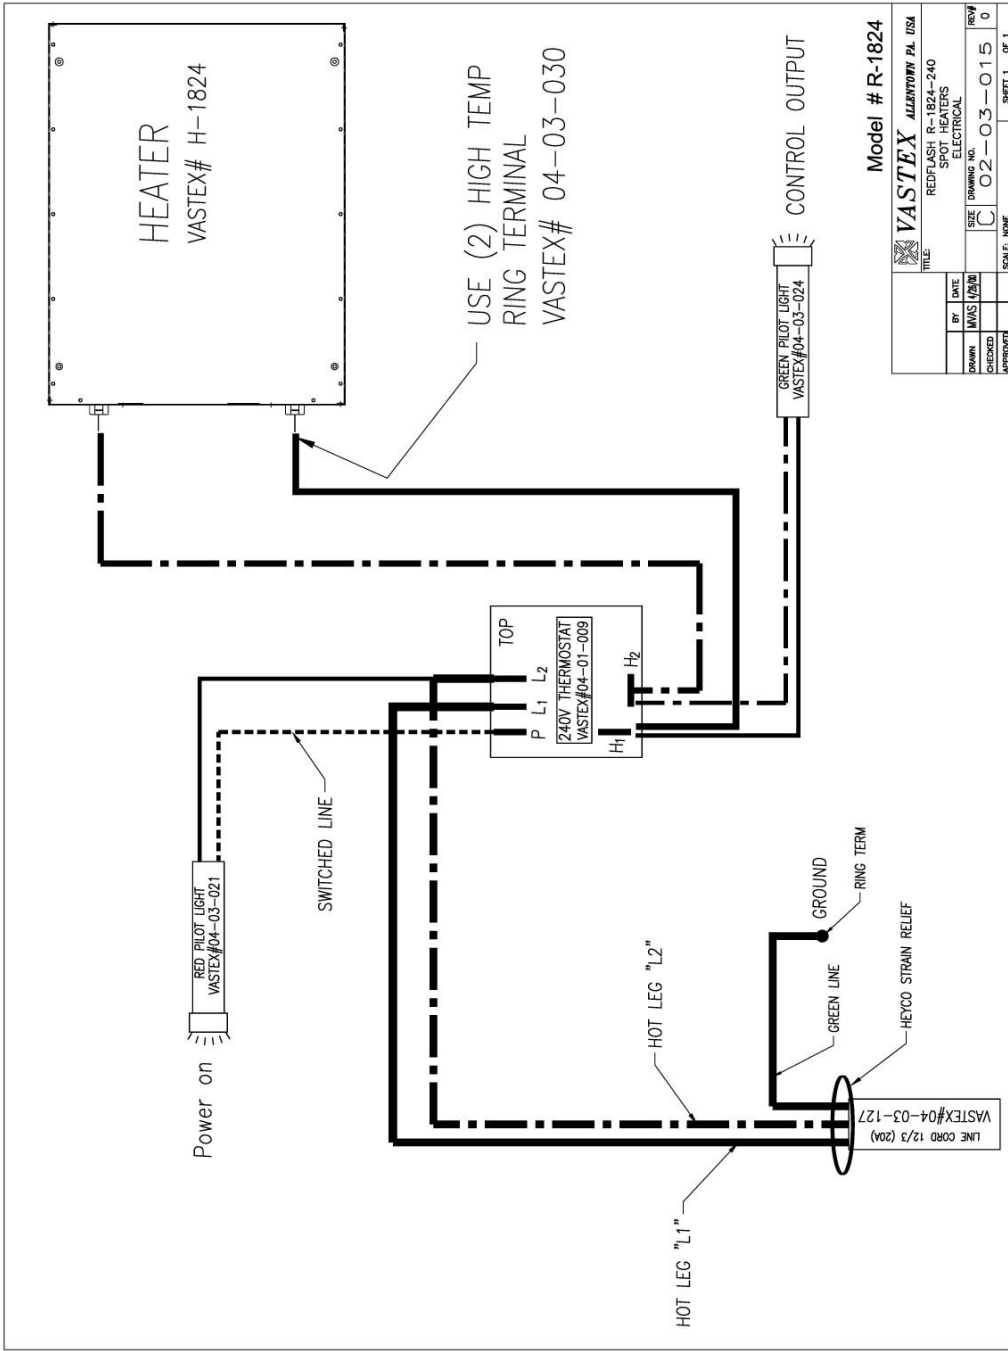 HEATER
VASTEX# H-1824
USE (2) HIGH TEMP
RING TERMINAL
VASTEX# 04-03-030
Power on
RED PILOT LIGHT
VASTEX#04-03-021
SWITCHED LINE
TOP
P
L1
L2
240V THERMOSTAT
VASTEX#04-01-009
H1
H2
GREEN PILOT LIGHT
VASTEX#04-03-024
CONTROL OUTPUT
HOT LEG "L1"
HOT LEG "L2"
GREEN LINE
GROUND
RING TERM
HEYCO STRAIN RELIEF
LINE CORD 12/3 (20A)
VASTEX#04-03-127
Model # R-1824
VASTEX ALLENTOWN PA. USA
TITLE:
REDFLASH R-1824-240
SPOT HEATERS
ELECTRICAL
BY DATE
DRAWN MVAS 4/26/00
CHECKED
APPROVED
SIZE C
DRAWING NO. 02-03-015
REV# 0
SCALE: NONE
SHEET 1 OF 1